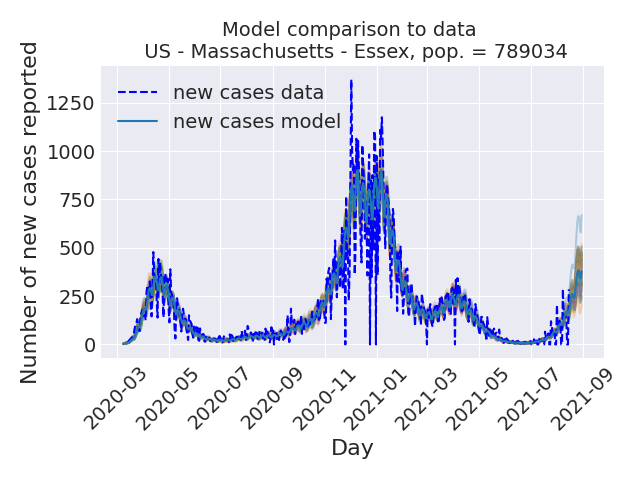 Model comparison to data
US - Massachusetts - Essex, pop. = 789034
new cases data
new cases model
Number of new cases reported
1250
1000
750
500
250
0
2020-03
2020-05
2020-07
2020-09
2020-11
2021-01
2021-03
2021-05
2021-07
2021-09
Day